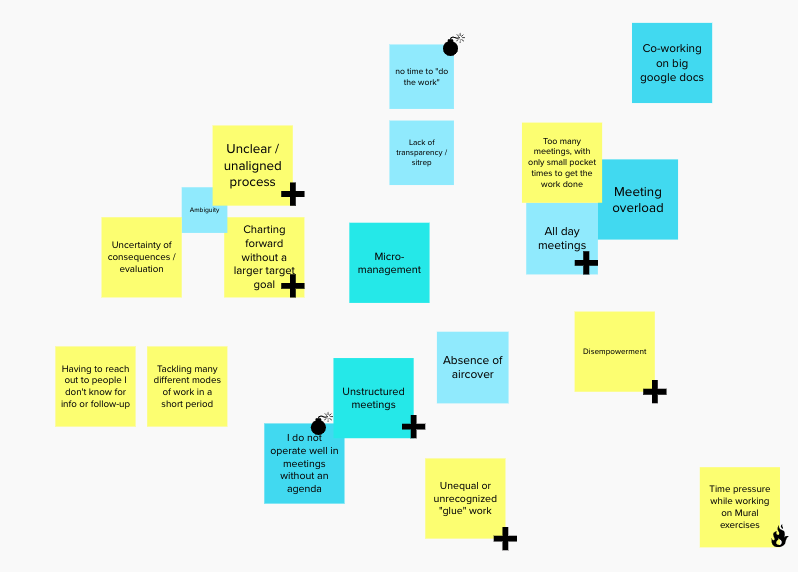 no time to "do
the work"
Co-working
on big
google docs
Lack of
transparency /
sitrep
Unclear /
unaligned
process
Too many
meetings, with
only small pocket
times to get the
work done
Meeting
overload
Ambiguity
All day
meetings
Uncertainty of
consequences /
evaluation
Charting
forward
without a
larger target
goal
Micro-
management
Disempowerment
Absence of
aircover
Having to reach
out to people I
don't know for
info or follow-up
Tackling many
different modes
of work in a
short period
Unstructured
meetings
I do not
operate well in
meetings
without an
agenda
Unequal or
unrecognized
"glue" work
Time pressure
while working
on Mural
exercises